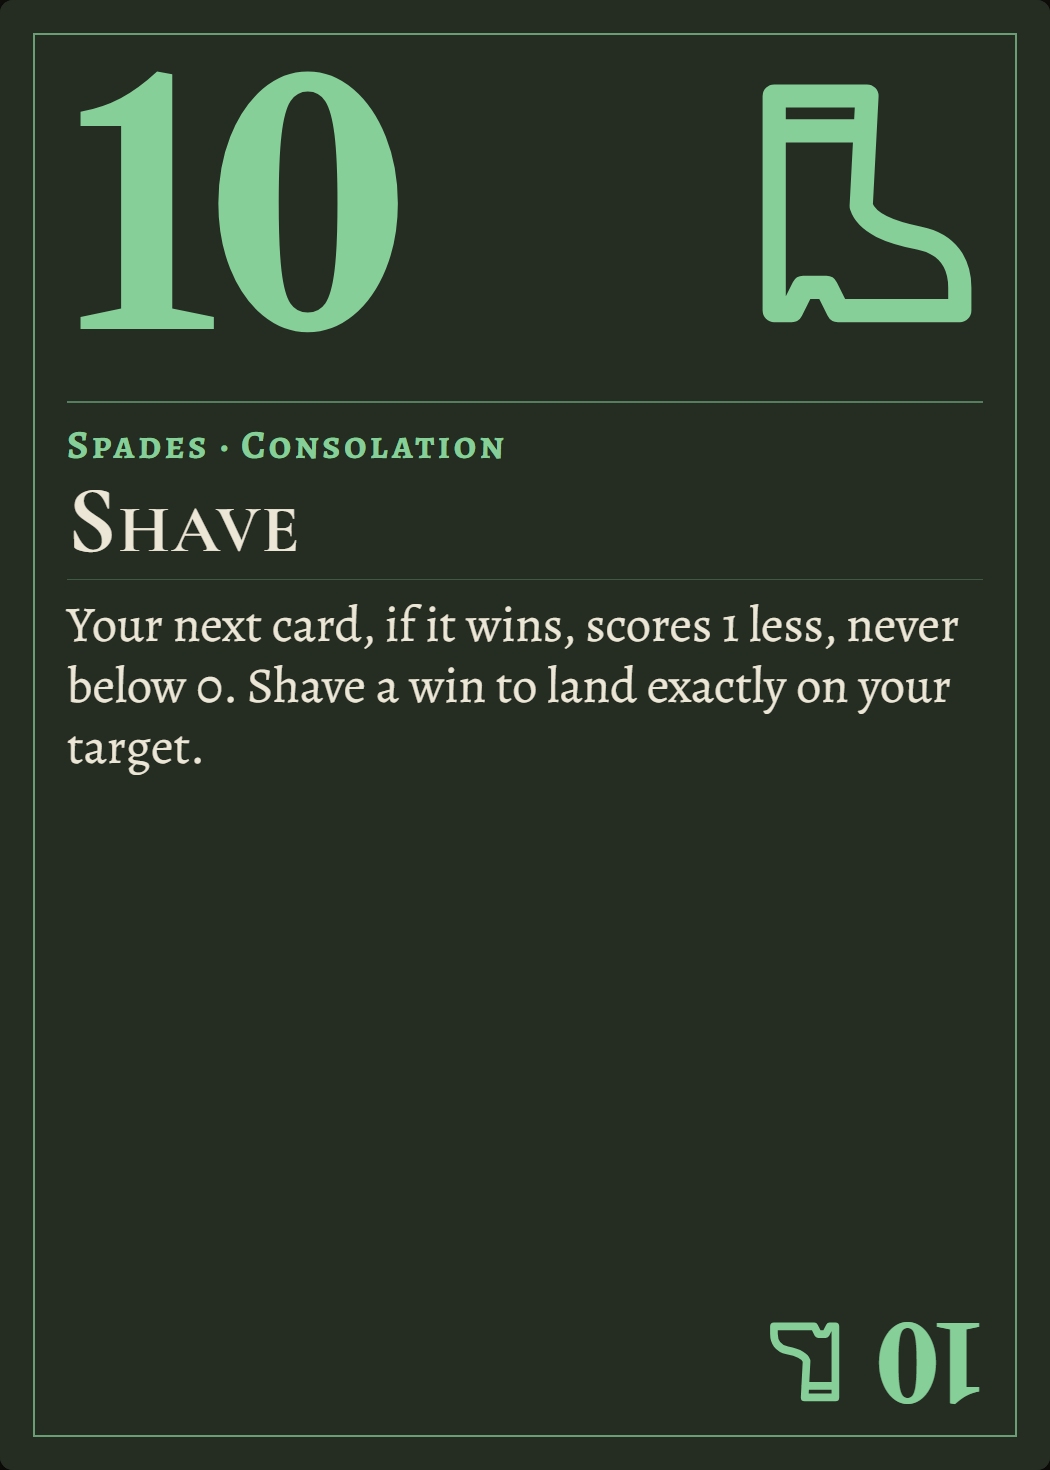 10
Spades · Consolation
Shave
Your next card, if it wins, scores 1 less, never
below 0. Shave a win to land exactly on your
target.
10